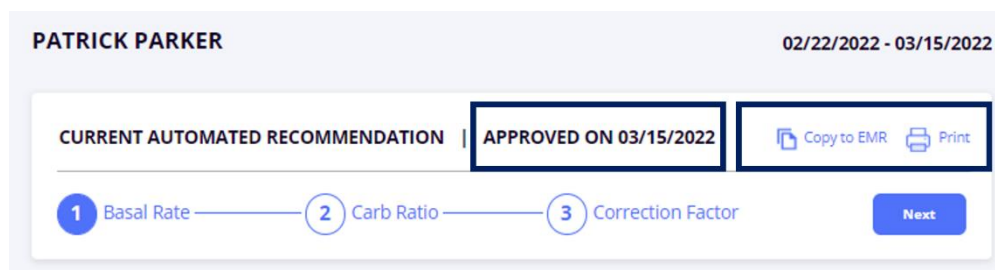 PATRICK PARKER 02/22/2022 - 03/15/2022
CURRENT AUTOMATED RECOMMENDATION | APPROVED ON 03/15/2022 Copy to EMR Print
1 Basal Rate 2 Carb Ratio 3 Correction Factor Next